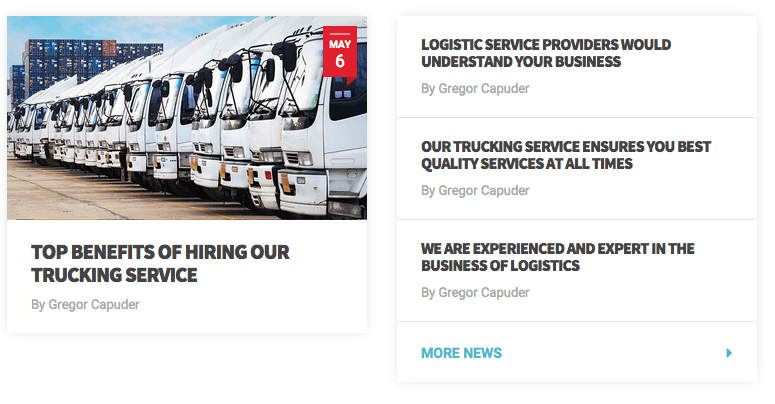 MAY
6
TOP BENEFITS OF HIRING OUR
TRUCKING SERVICE
By Gregor Capuder
LOGISTIC SERVICE PROVIDERS WOULD
UNDERSTAND YOUR BUSINESS
By Gregor Capuder
OUR TRUCKING SERVICE ENSURES YOU BEST
QUALITY SERVICES AT ALL TIMES
By Gregor Capuder
WE ARE EXPERIENCED AND EXPERT IN THE
BUSINESS OF LOGISTICS
By Gregor Capuder
MORE NEWS